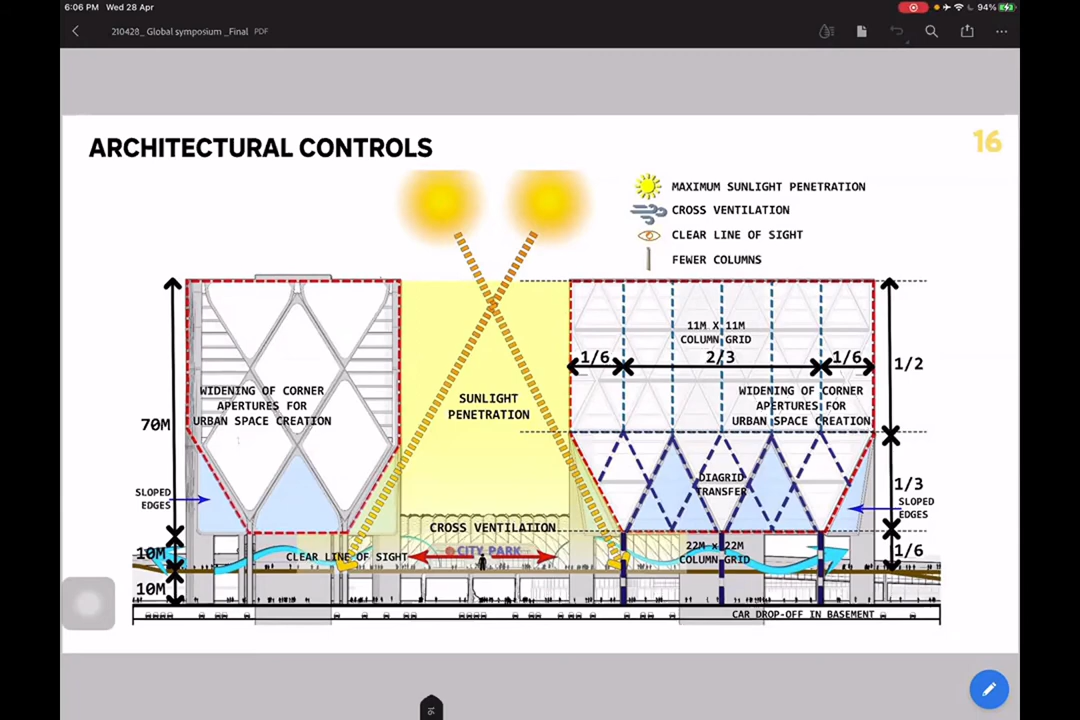 6:06 PM Wed 28 Apr
94%
210428_ Global symposium _Final PDF
ARCHITECTURAL CONTROLS
16
MAXIMUM SUNLIGHT PENETRATION
CROSS VENTILATION
CLEAR LINE OF SIGHT
FEWER COLUMNS
11M X 11M
COLUMN GRID
1/6
2/3
1/6
1/2
WIDENING OF CORNER
APERTURES FOR
URBAN SPACE CREATION
SUNLIGHT
PENETRATION
WIDENING OF CORNER
APERTURES FOR
URBAN SPACE CREATION
70M
DIAGRID
TRANSFER
1/3
SLOPED
EDGES
SLOPED
EDGES
CROSS VENTILATION
10M
CLEAR LINE OF SIGHT
CITY PARK
22M X 22M
COLUMN GRID
1/6
10M
CAR DROP-OFF IN BASEMENT
16